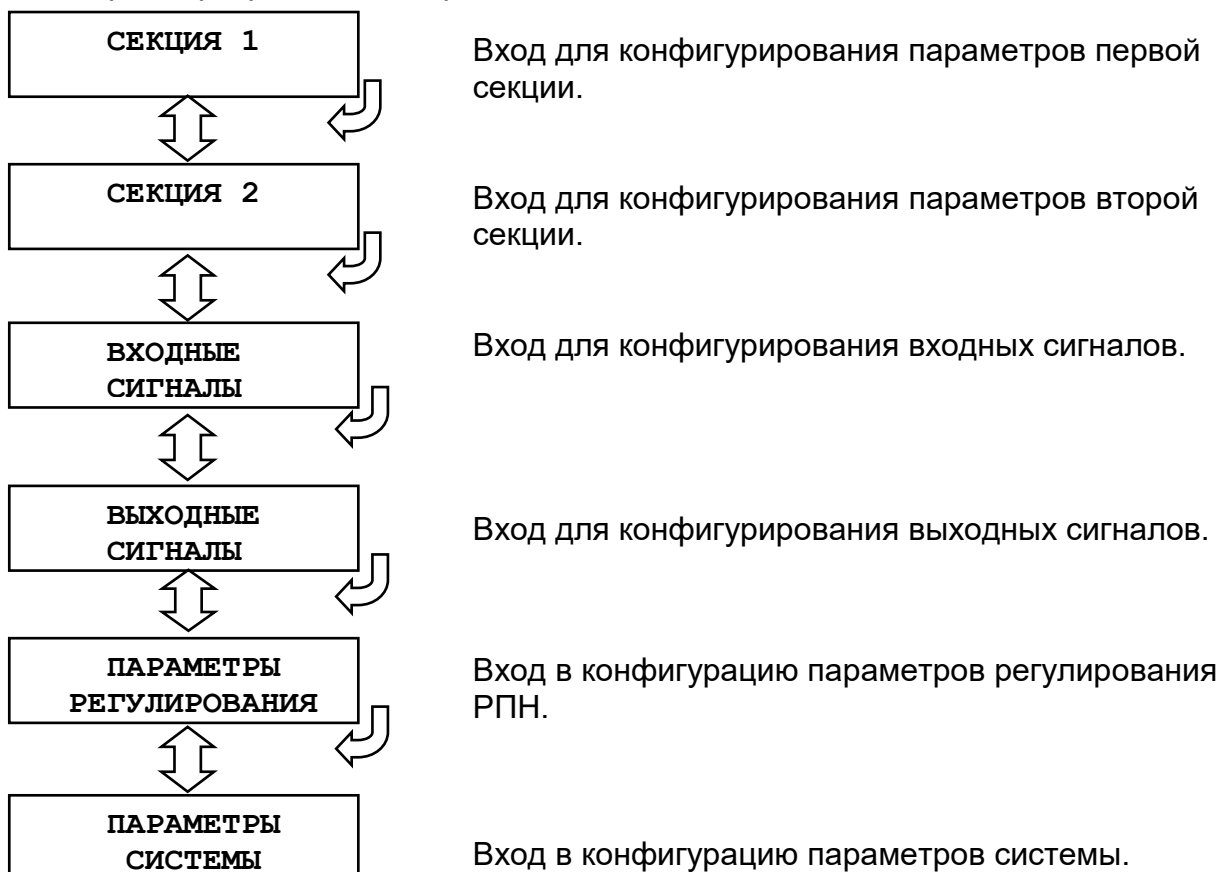 СЕКЦИЯ 1
Вход для конфигурирования параметров первой
секции.
СЕКЦИЯ 2
Вход для конфигурирования параметров второй
секции.
ВХОДНЫЕ
СИГНАЛЫ
Вход для конфигурирования входных сигналов.
ВЫХОДНЫЕ
СИГНАЛЫ
Вход для конфигурирования выходных сигналов.
ПАРАМЕТРЫ
РЕГУЛИРОВАНИЯ
Вход в конфигурацию параметров регулирования
РПН.
ПАРАМЕТРЫ
СИСТЕМЫ
Вход в конфигурацию параметров системы.